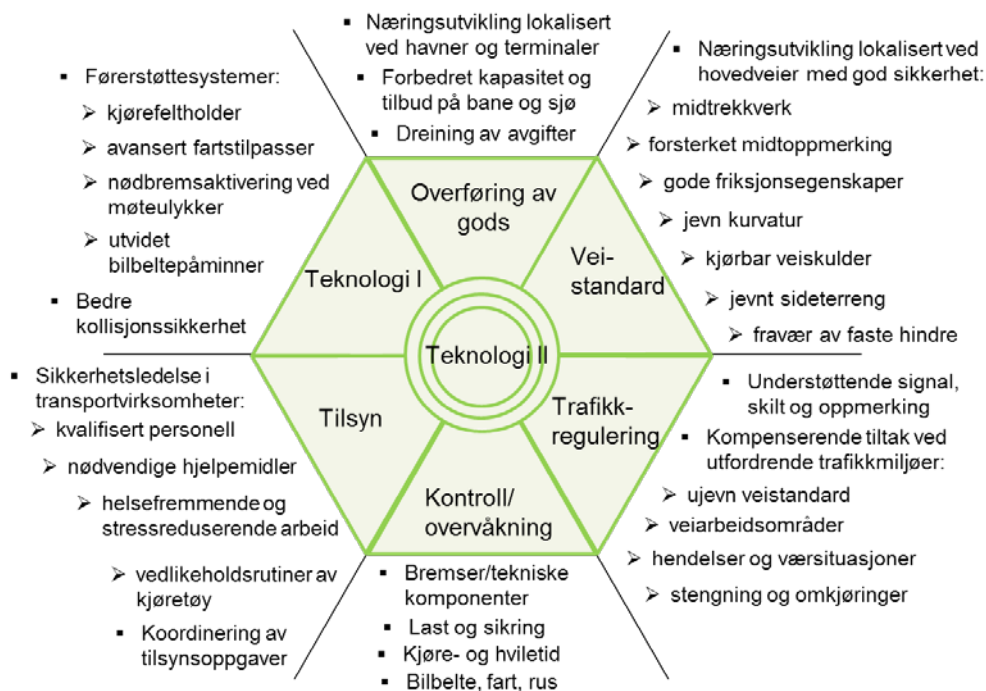 Næringsutvikling lokalisert
ved havner og terminaler
Forbedret kapasitet og
tilbud på bane og sjø
Dreining av avgifter
Næringsutvikling lokalisert ved
hovedveier med god sikkerhet:
midtrekkverk
forsterket midtoppmerking
gode friksjonsegenskaper
jevn kurvatur
kjørbar veiskulder
jevnt sideterreng
fravær av faste hindre
Førerstøttesystemer:
kjørefeltholder
avansert fartstilpasser
nødbremsaktivering ved
møteulykker
utvidet
bilbeltepåminner
Bedre
kollisjonssikkerhet
Overføring av
gods
Teknologi I
Vei-
standard
Teknologi II
Tilsyn
Trafikk-
regulering
Kontroll/
overvåkning
Sikkerhetsledelse i
transportvirksomheter:
kvalifisert personell
nødvendige hjelpemidler
helsefremmende og
stressreduserende arbeid
vedlikeholdsrutiner av
kjøretøy
Koordinering av
tilsynsoppgaver
Understøttende signal,
skilt og oppmerking
Kompenserende tiltak ved
utfordrende trafikkmiljøer:
ujevn veistandard
veiarbeidsområder
hendelser og værsituasjoner
stengning og omkjøringer
Bremser/tekniske
komponenter
Last og sikring
Kjøre- og hviletid
Bilbelte, fart, rus